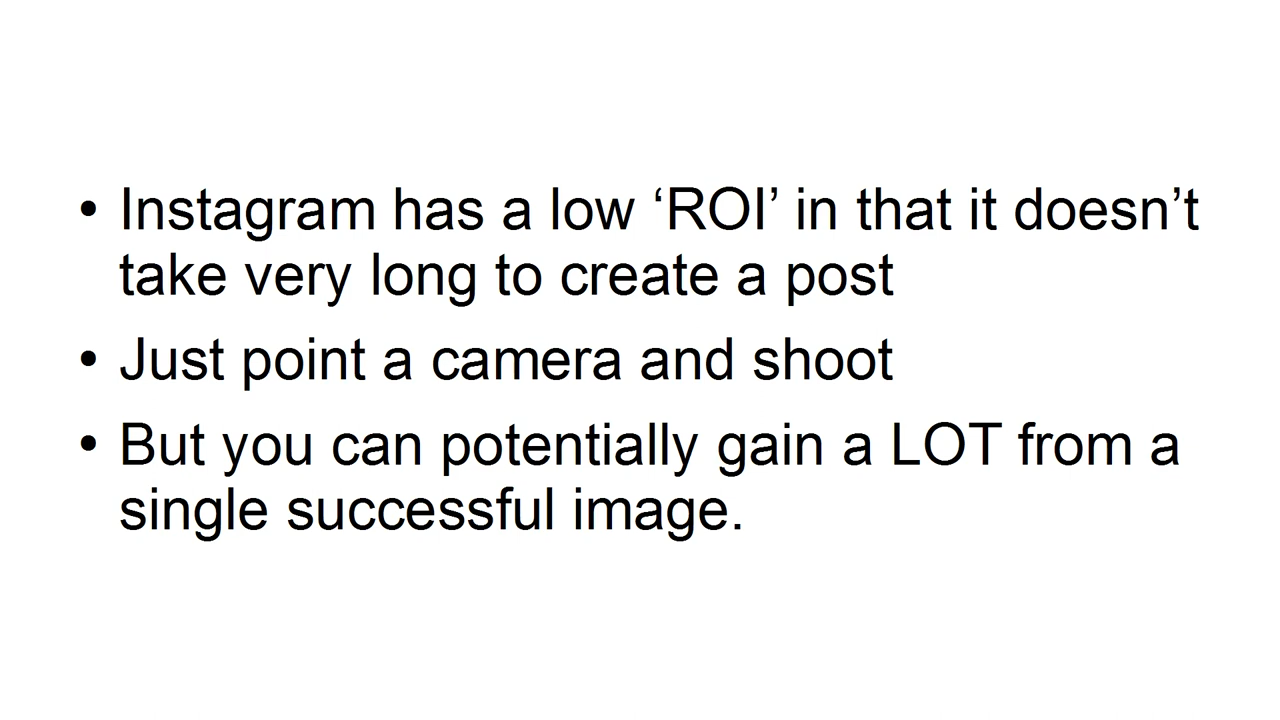 • Instagram has a low ‘ROI’ in that it doesn’t
take very long to create a post
• Just point a camera and shoot
• But you can potentially gain a LOT from a
single successful image.